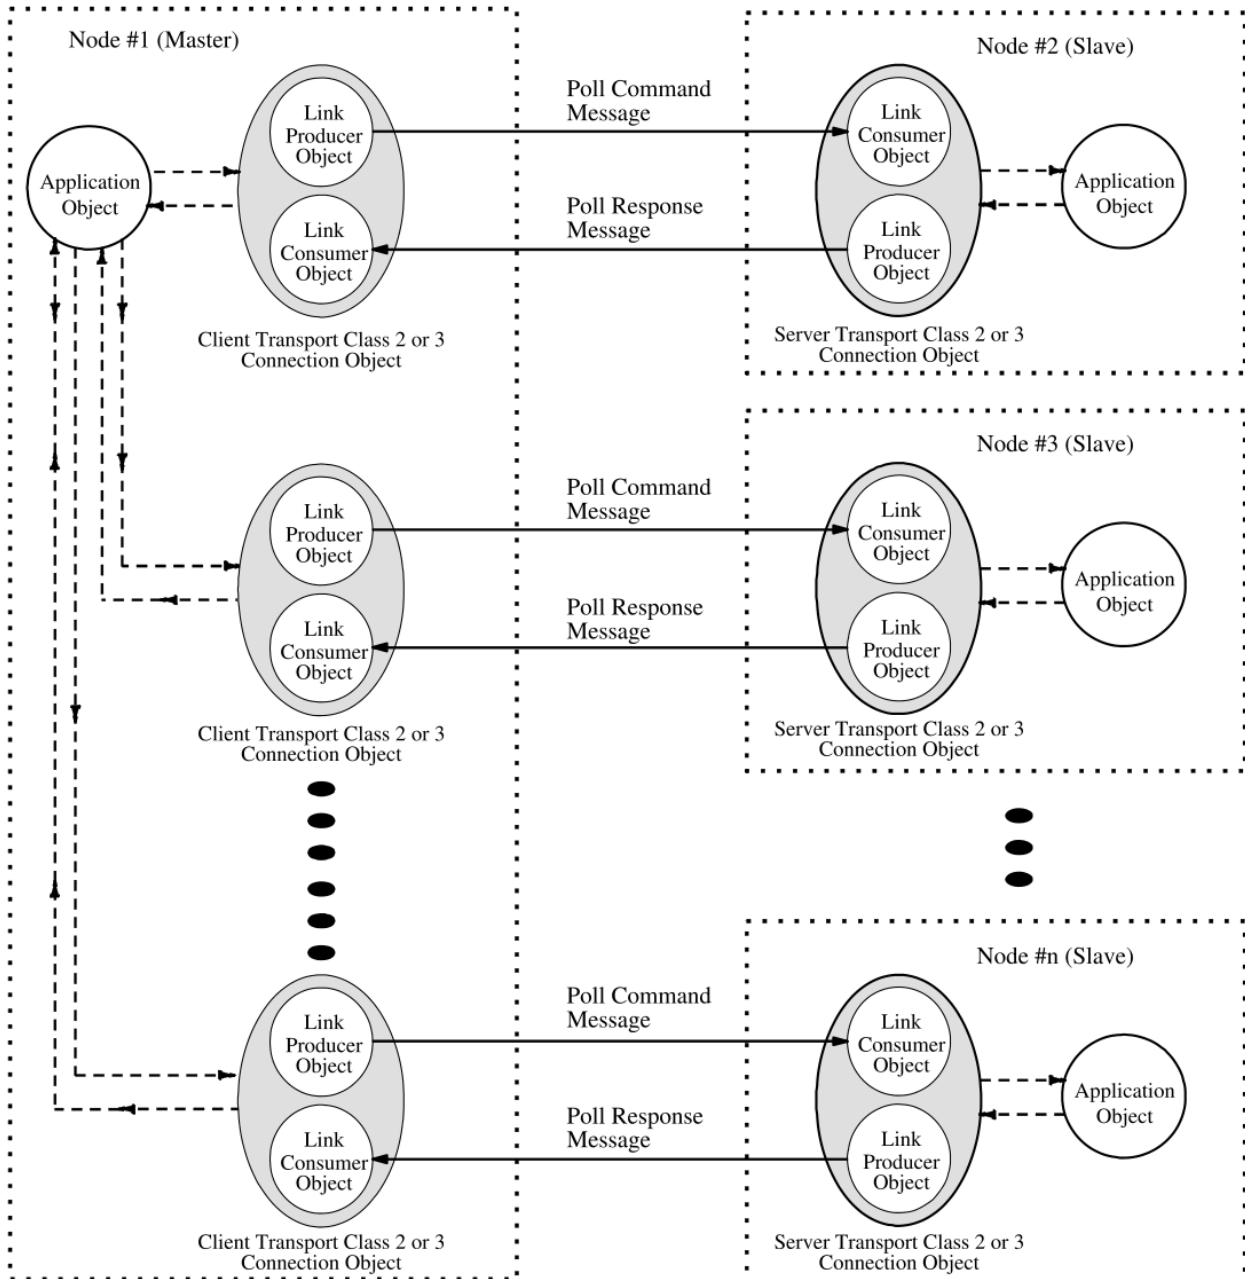 Node #1 (Master)
Application
Object
Link
Producer
Object
Link
Consumer
Object
Client Transport Class 2 or 3
Connection Object
Poll Command
Message
Poll Response
Message
Node #2 (Slave)
Link
Consumer
Object
Link
Producer
Object
Application
Object
Server Transport Class 2 or 3
Connection Object
Link
Producer
Object
Link
Consumer
Object
Client Transport Class 2 or 3
Connection Object
Poll Command
Message
Poll Response
Message
Node #3 (Slave)
Link
Consumer
Object
Link
Producer
Object
Application
Object
Server Transport Class 2 or 3
Connection Object
Link
Producer
Object
Link
Consumer
Object
Client Transport Class 2 or 3
Connection Object
Poll Command
Message
Poll Response
Message
Node #n (Slave)
Link
Consumer
Object
Link
Producer
Object
Application
Object
Server Transport Class 2 or 3
Connection Object